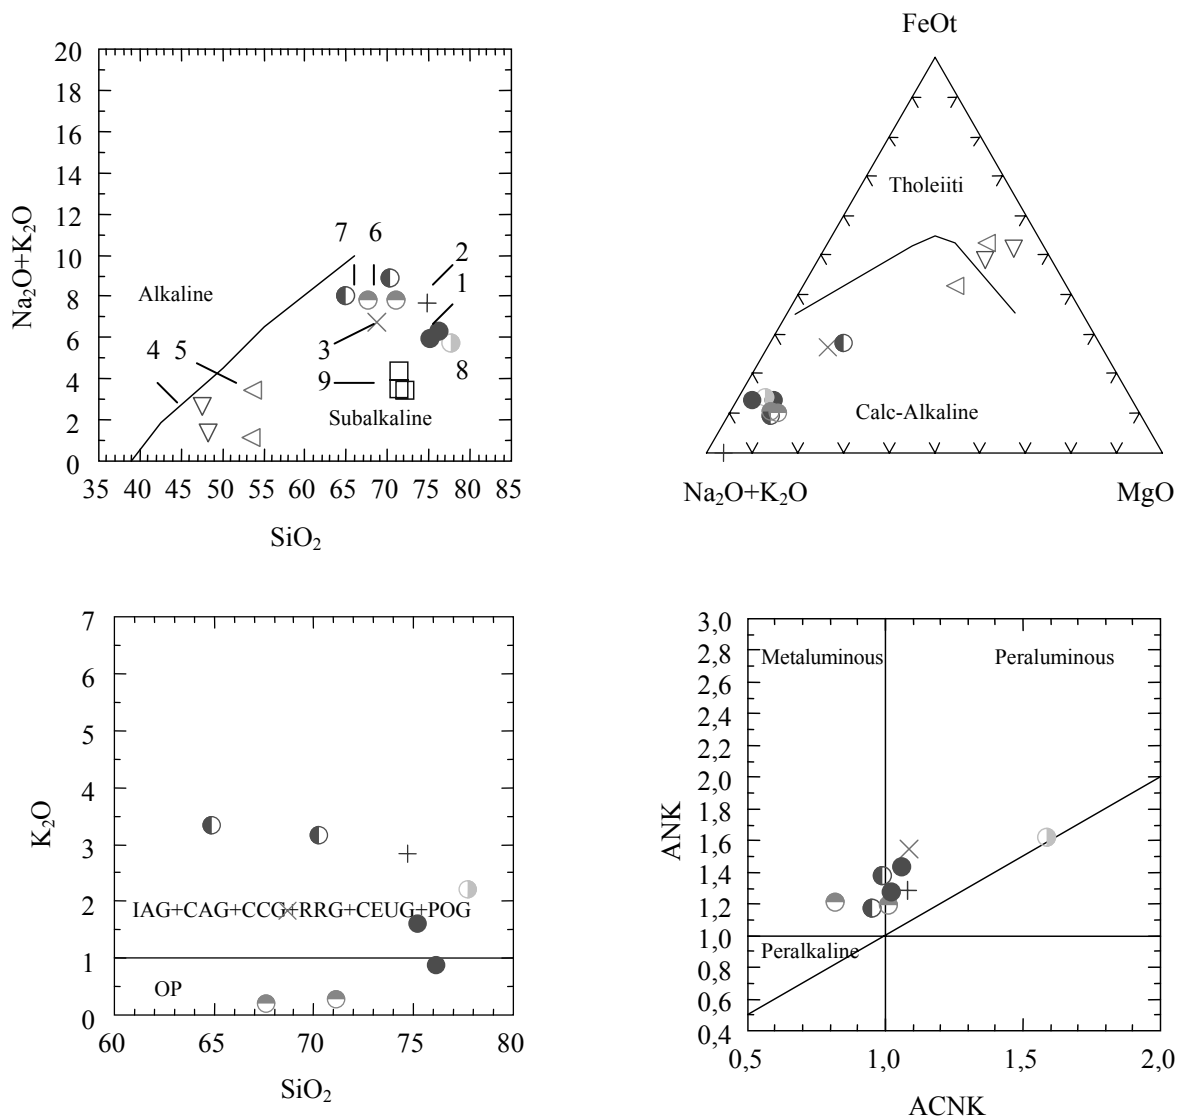 20
18
16
14
12
10
8
6
4
2
0
Na₂O+K₂O
7 6
2
1
Alkaline
3
4 5
9
8
Subalkaline
35 40 45 50 55 60 65 70 75 80 85
SiO₂
FeOt
Tholeiiti
Calc-Alkaline
Na₂O+K₂O
MgO
7
6
5
4
3
2
1
0
K₂O
IAG+CAG+CCG+RRG+CEUG+POG
OP
60 65 70 75 80
SiO₂
3,0
2,8
2,6
2,4
2,2
2,0
1,8
1,6
1,4
1,2
1,0
0,8
0,6
0,4
ANK
Metaluminous
Peraluminous
Peralkaline
0,5 1,0 1,5 2,0
ACNK